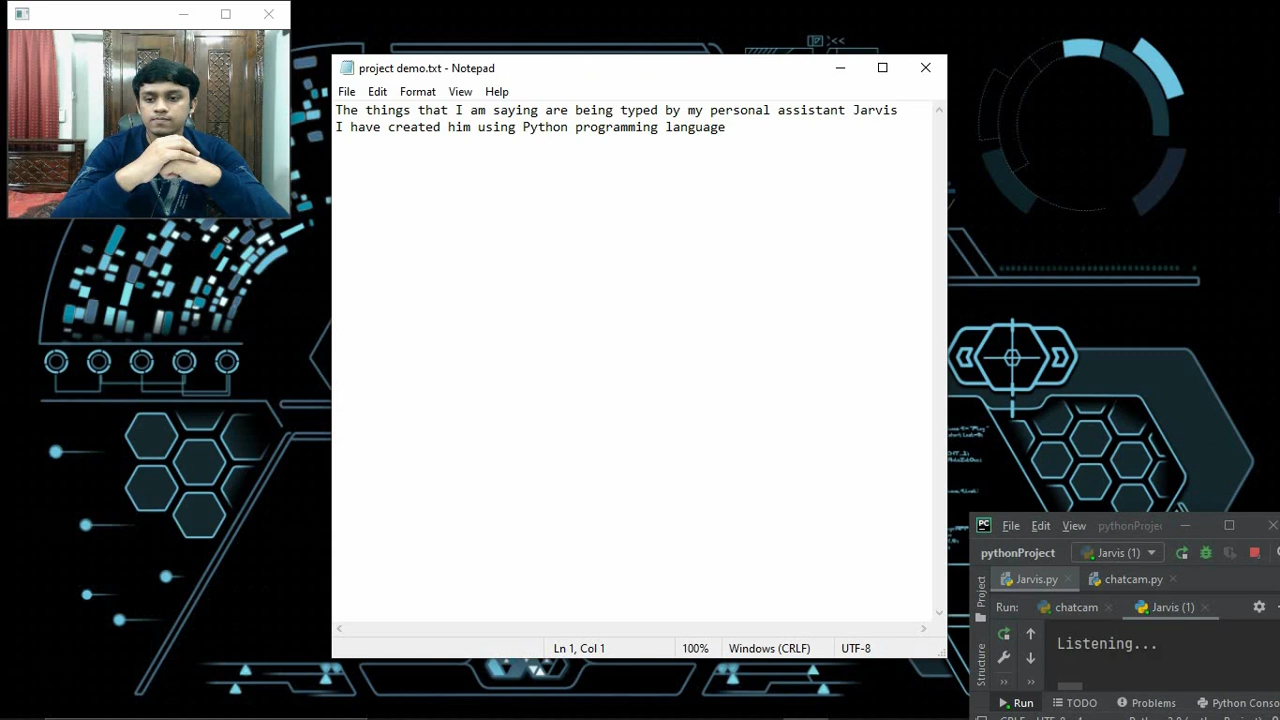 project demo.txt - Notepad
File Edit Format View Help
The things that I am saying are being typed by my personal assistant Jarvis
I have created him using Python programming language
Ln 1, Col 1 100% Windows (CRLF) UTF-8
PC File Edit View pythonProjec
pythonProject Jarvis (1)
Jarvis.py chatcam.py
Project
Run: chatcam Jarvis (1)
Listening...
Structure
Run TODO Problems Python Conso